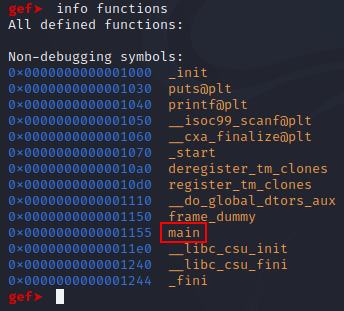 gef➤  info functions
All defined functions:
Non-debugging symbols:
0x0000000000001000  _init
0x0000000000001030  puts@plt
0x0000000000001040  printf@plt
0x0000000000001050  __isoc99_scanf@plt
0x0000000000001060  __cxa_finalize@plt
0x0000000000001070  _start
0x00000000000010a0  deregister_tm_clones
0x00000000000010d0  register_tm_clones
0x0000000000001110  __do_global_dtors_aux
0x0000000000001150  frame_dummy
0x0000000000001155  main
0x00000000000011e0  __libc_csu_init
0x0000000000001240  __libc_csu_fini
0x0000000000001244  _fini
gef➤